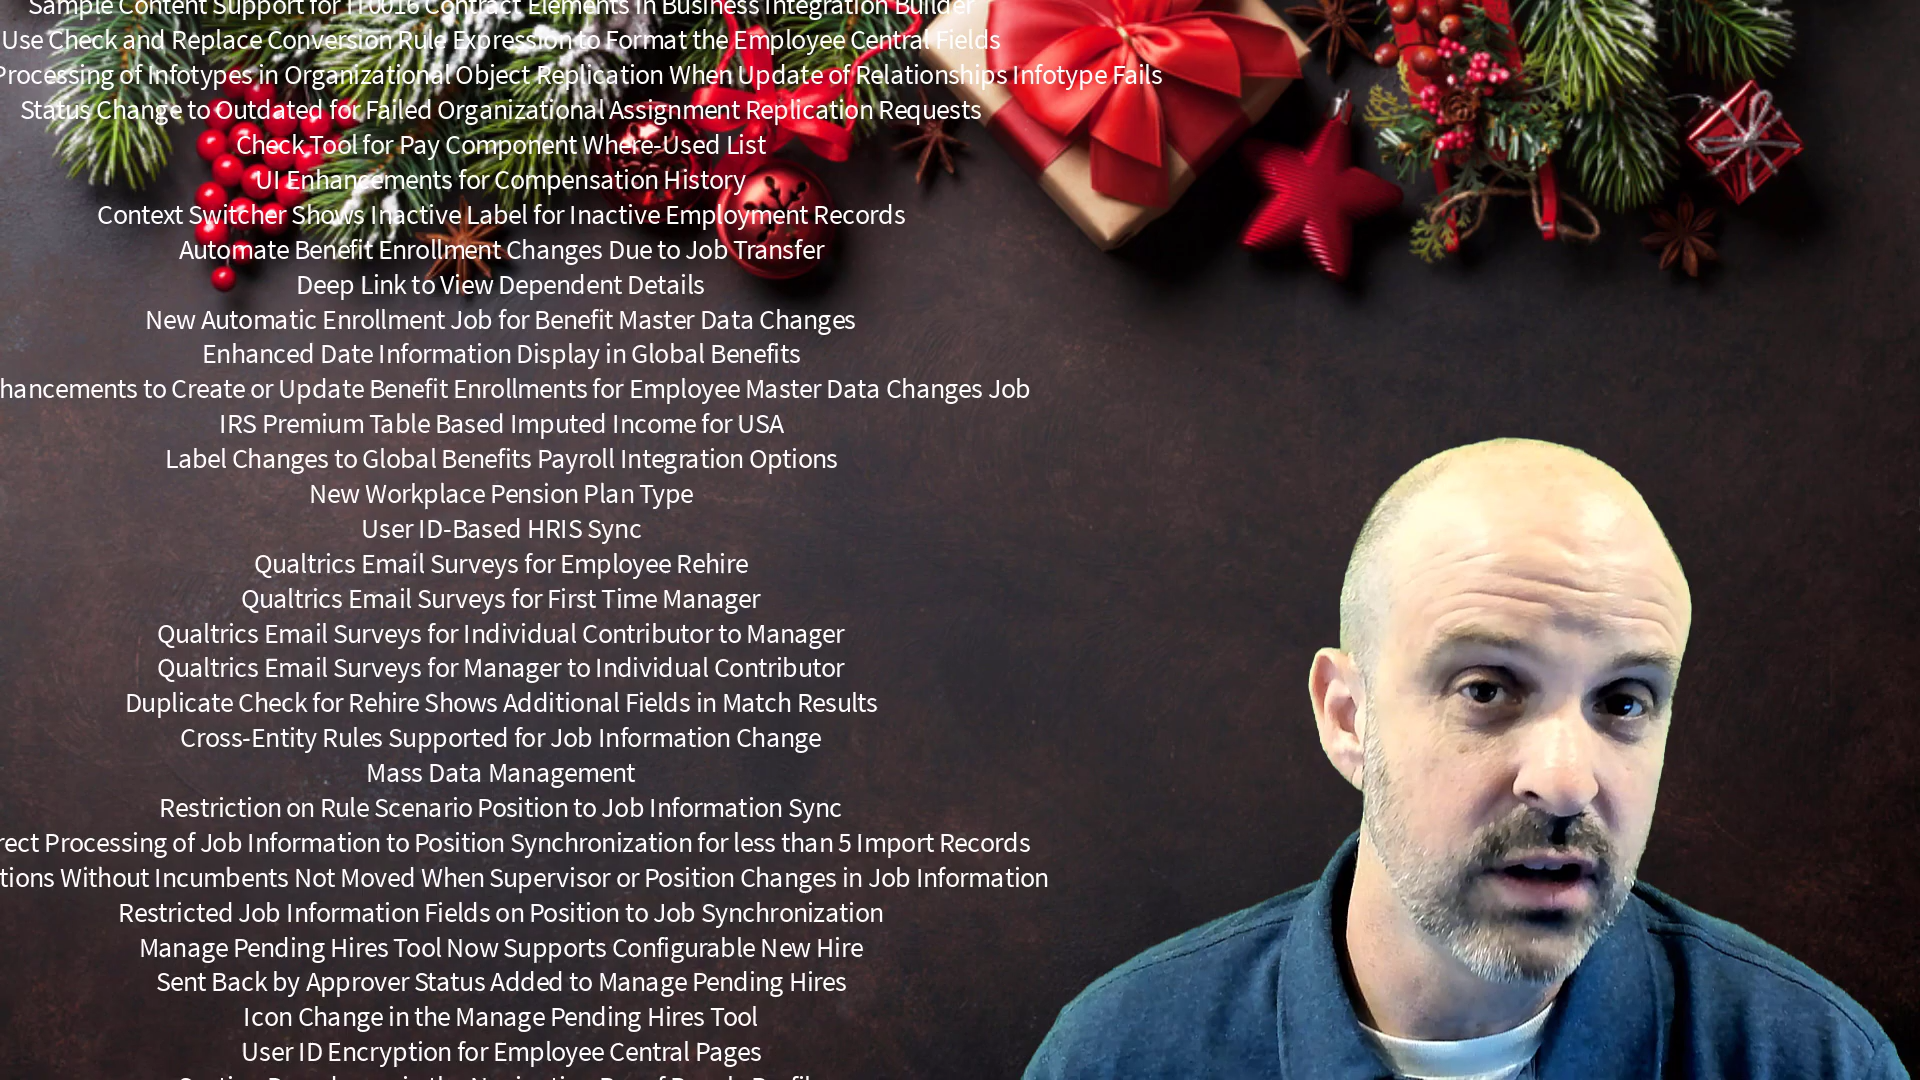 Sample Content Support for IT0016 Contract Elements in Business Integration Builder
Use Check and Replace Conversion Rule Expression to Format the Employee Central Fields
Processing of Infotypes in Organizational Object Replication When Update of Relationships Infotype Fails
Status Change to Outdated for Failed Organizational Assignment Replication Requests
Check Tool for Pay Component Where-Used List
UI Enhancements for Compensation History
Context Switcher Shows Inactive Label for Inactive Employment Records
Automate Benefit Enrollment Changes Due to Job Transfer
Deep Link to View Dependent Details
New Automatic Enrollment Job for Benefit Master Data Changes
Enhanced Date Information Display in Global Benefits
hancements to Create or Update Benefit Enrollments for Employee Master Data Changes Job
IRS Premium Table Based Imputed Income for USA
Label Changes to Global Benefits Payroll Integration Options
New Workplace Pension Plan Type
User ID-Based HRIS Sync
Qualtrics Email Surveys for Employee Rehire
Qualtrics Email Surveys for First Time Manager
Qualtrics Email Surveys for Individual Contributor to Manager
Qualtrics Email Surveys for Manager to Individual Contributor
Duplicate Check for Rehire Shows Additional Fields in Match Results
Cross-Entity Rules Supported for Job Information Change
Mass Data Management
Restriction on Rule Scenario Position to Job Information Sync
rect Processing of Job Information to Position Synchronization for less than 5 Import Records
tions Without Incumbents Not Moved When Supervisor or Position Changes in Job Information
Restricted Job Information Fields on Position to Job Synchronization
Manage Pending Hires Tool Now Supports Configurable New Hire
Sent Back by Approver Status Added to Manage Pending Hires
Icon Change in the Manage Pending Hires Tool
User ID Encryption for Employee Central Pages